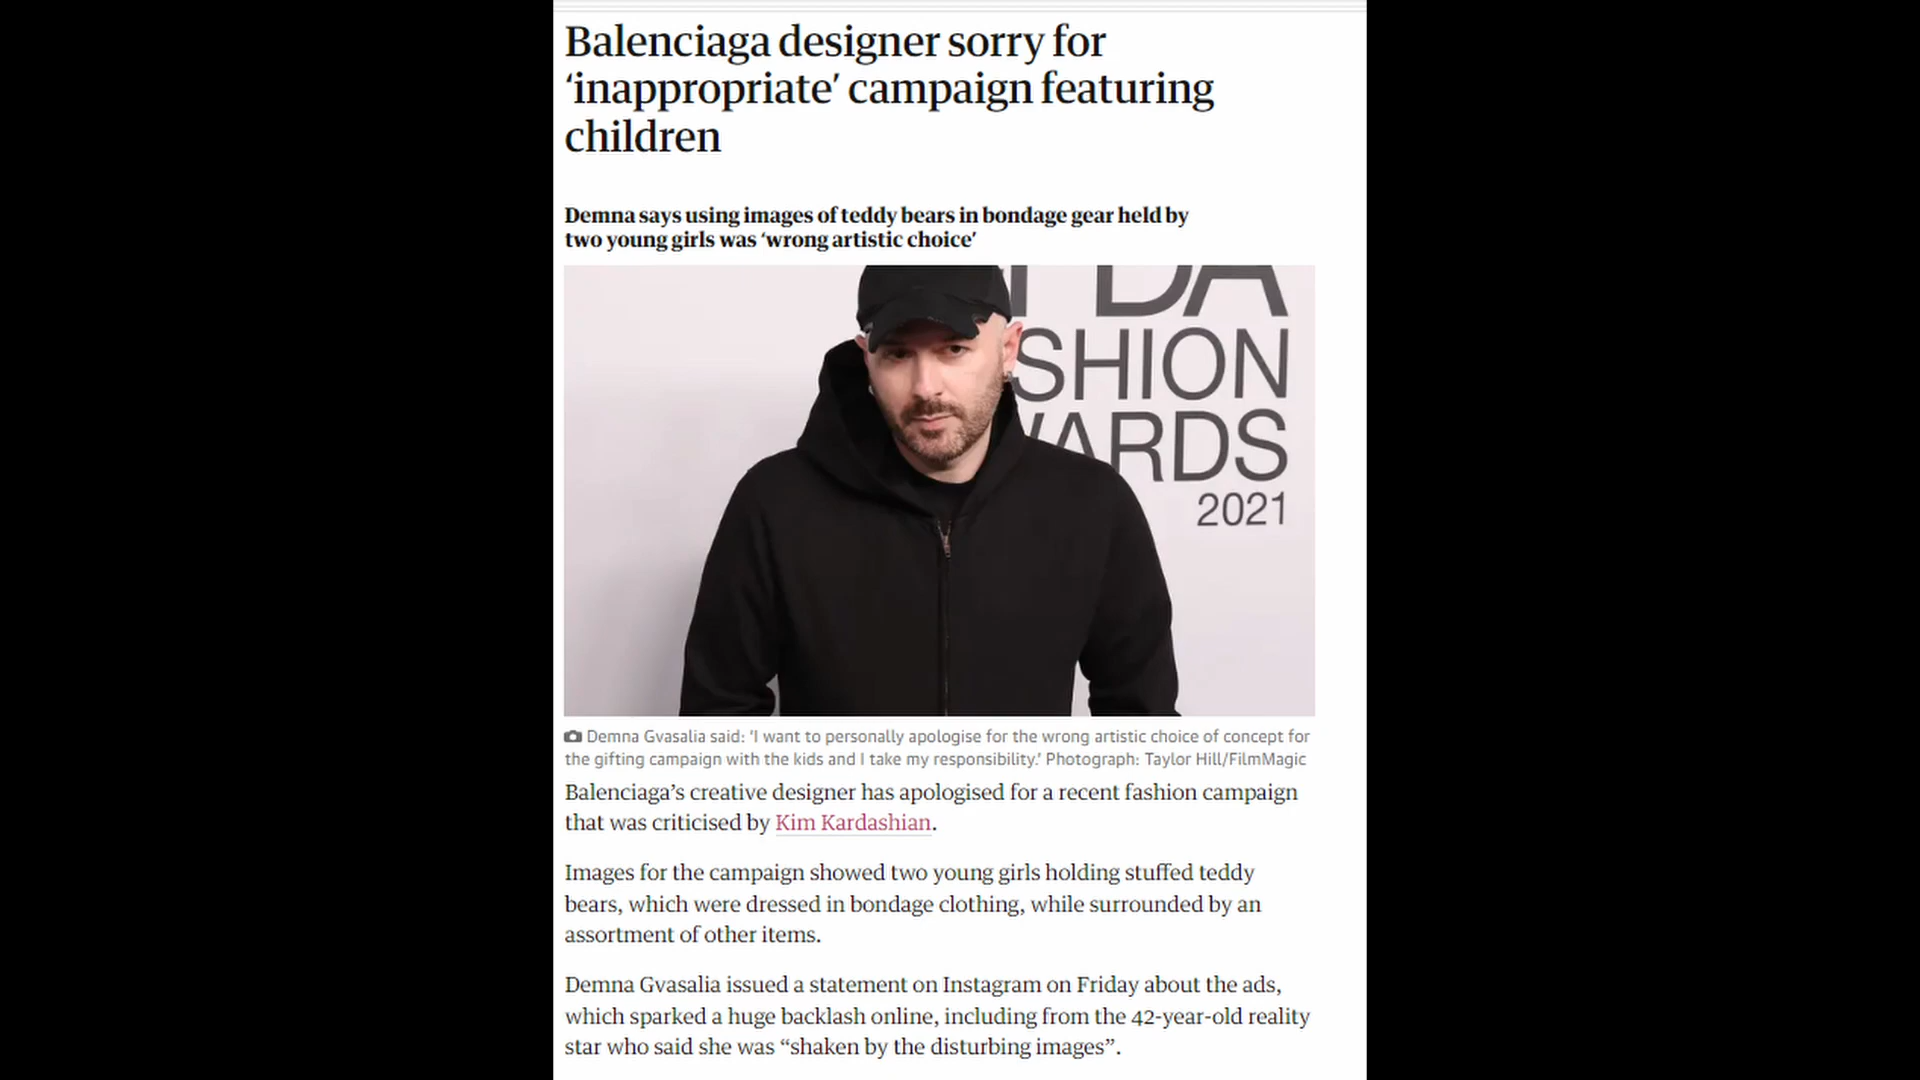 Balenciaga designer sorry for
‘inappropriate’ campaign featuring
children
Demna says using images of teddy bears in bondage gear held by
two young girls was ‘wrong artistic choice’
FDA
SHION
WARDS
2021
Demna Gvasalia said: ‘I want to personally apologise for the wrong artistic choice of concept for
the gifting campaign with the kids and I take my responsibility.’ Photograph: Taylor Hill/FilmMagic
Balenciaga’s creative designer has apologised for a recent fashion campaign
that was criticised by Kim Kardashian.
Images for the campaign showed two young girls holding stuffed teddy
bears, which were dressed in bondage clothing, while surrounded by an
assortment of other items.
Demna Gvasalia issued a statement on Instagram on Friday about the ads,
which sparked a huge backlash online, including from the 42-year-old reality
star who said she was “shaken by the disturbing images”.